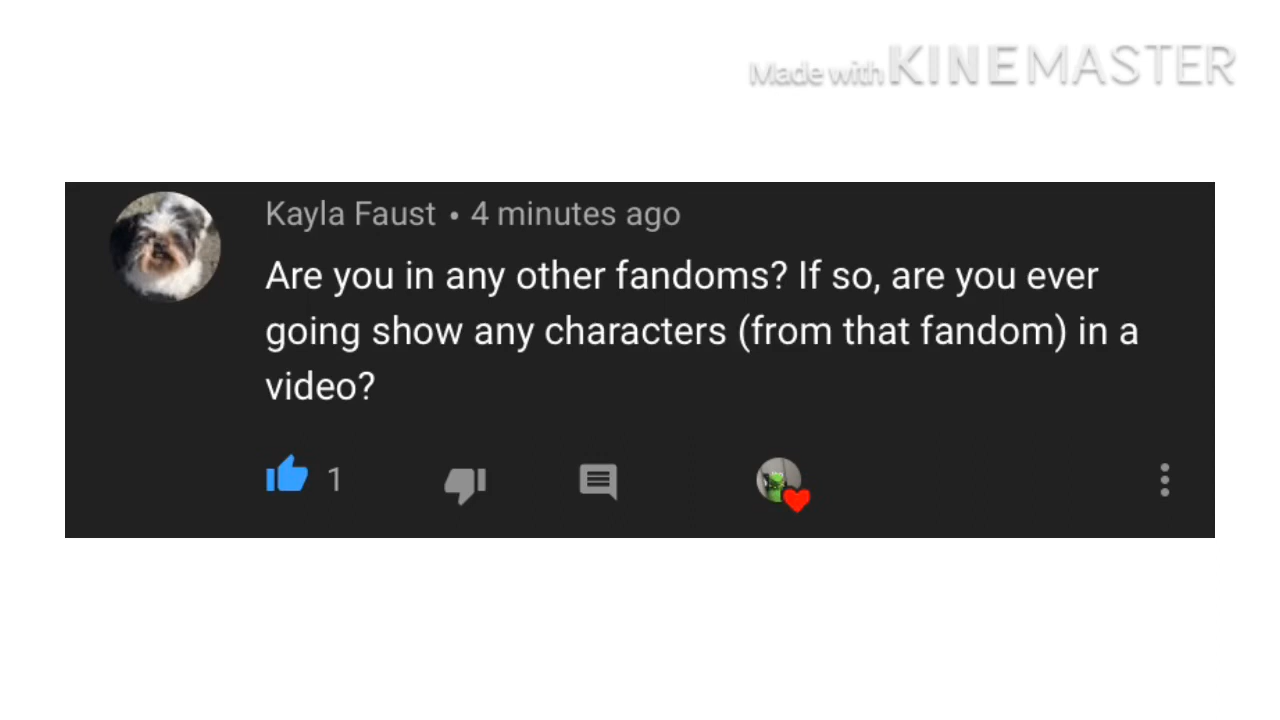 Made with KINEMASTER
Kayla Faust • 4 minutes ago
Are you in any other fandoms? If so, are you ever
going show any characters (from that fandom) in a
video?
1